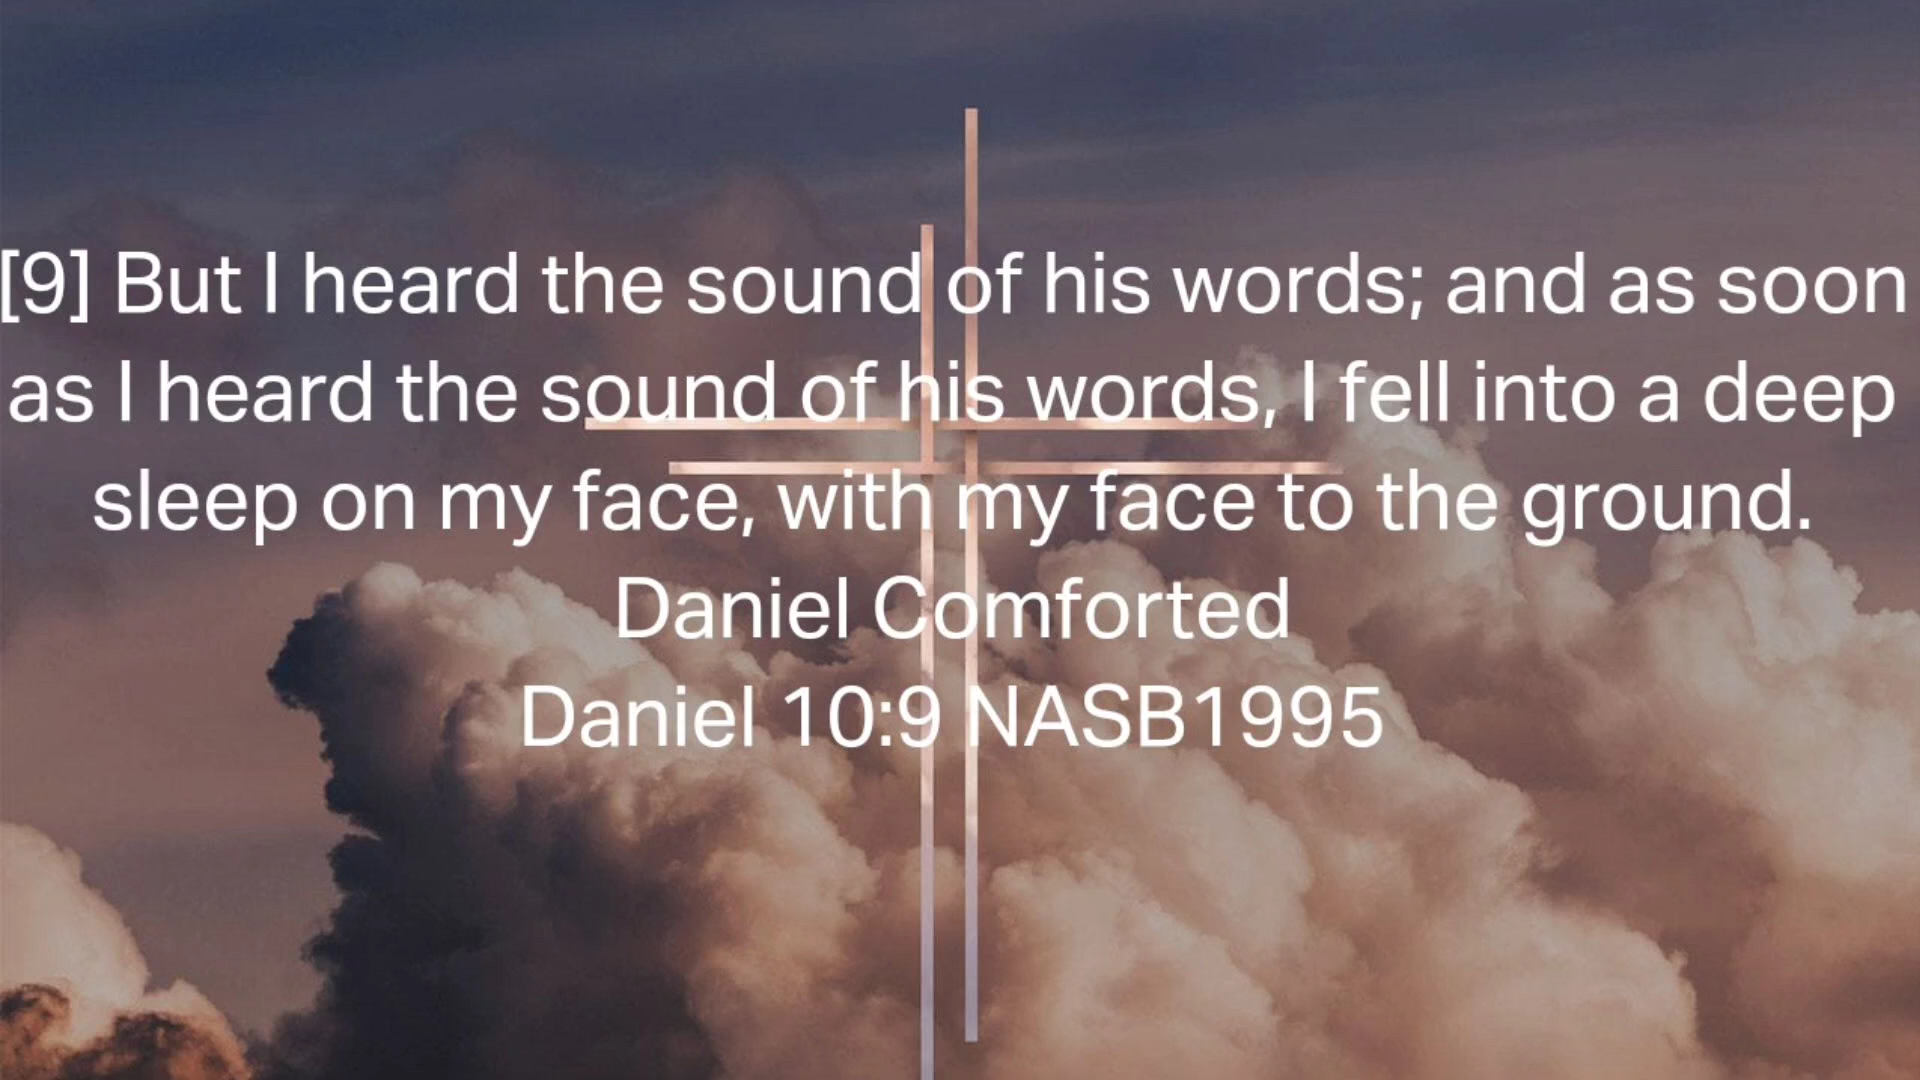 [9] But I heard the sound of his words; and as soon
as I heard the sound of his words, I fell into a deep
sleep on my face, with my face to the ground.
Daniel Comforted
Daniel 10:9 NASB1995